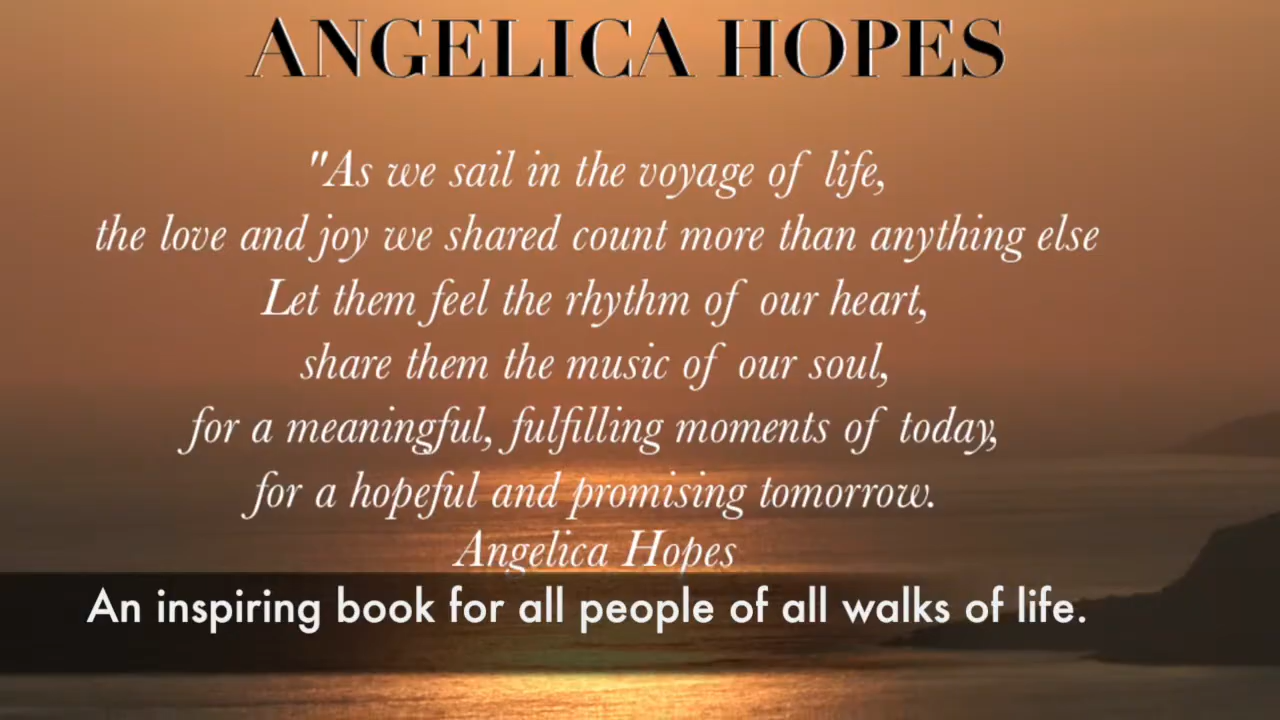 ANGELICA HOPES
"As we sail in the voyage of life,
the love and joy we shared count more than anything else
Let them feel the rhythm of our heart,
share them the music of our soul,
for a meaningful, fulfilling moments of today,
for a hopeful and promising tomorrow.
Angelica Hopes
An inspiring book for all people of all walks of life.